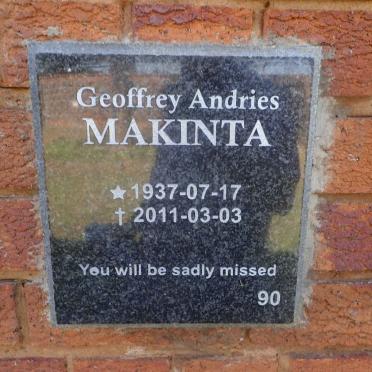 Geoffrey Andries
MAKINTA
★ 1937-07-17
✝ 2011-03-03
You will be sadly missed
90